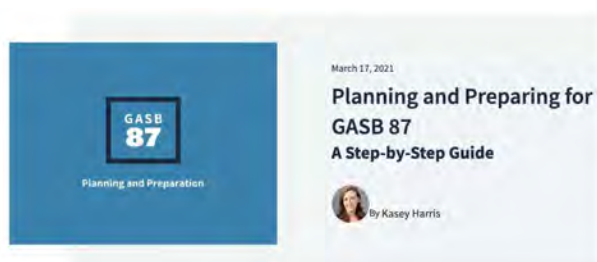 GASB
87
Planning and Preparation
March 17, 2021
Planning and Preparing for
GASB 87
A Step-by-Step Guide
By Kasey Harris